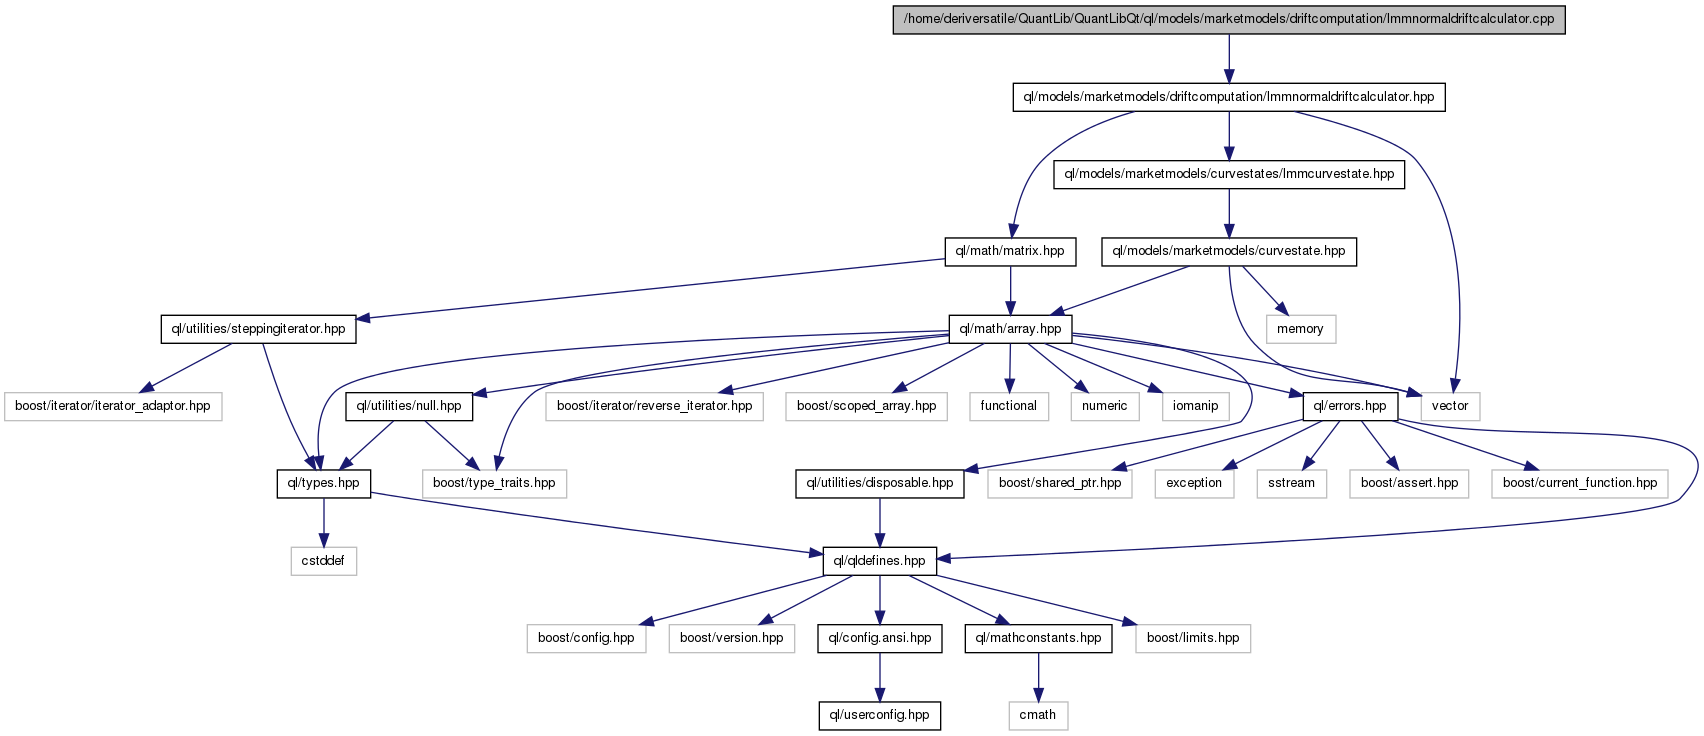 /home/deriversatile/QuantLib/QuantLibQt/ql/models/marketmodels/driftcomputation/lmmnormaldriftcalculator.cpp
ql/models/marketmodels/driftcomputation/lmmnormaldriftcalculator.hpp
ql/models/marketmodels/curvestates/lmmcurvestate.hpp
ql/math/matrix.hpp
ql/models/marketmodels/curvestate.hpp
ql/utilities/steppingiterator.hpp
ql/math/array.hpp
memory
boost/iterator/iterator_adaptor.hpp
ql/utilities/null.hpp
boost/iterator/reverse_iterator.hpp
boost/scoped_array.hpp
functional
numeric
iomanip
ql/errors.hpp
vector
ql/types.hpp
boost/type_traits.hpp
ql/utilities/disposable.hpp
boost/shared_ptr.hpp
exception
sstream
boost/assert.hpp
boost/current_function.hpp
cstddef
ql/qldefines.hpp
boost/config.hpp
boost/version.hpp
ql/config.ansi.hpp
ql/mathconstants.hpp
boost/limits.hpp
ql/userconfig.hpp
cmath